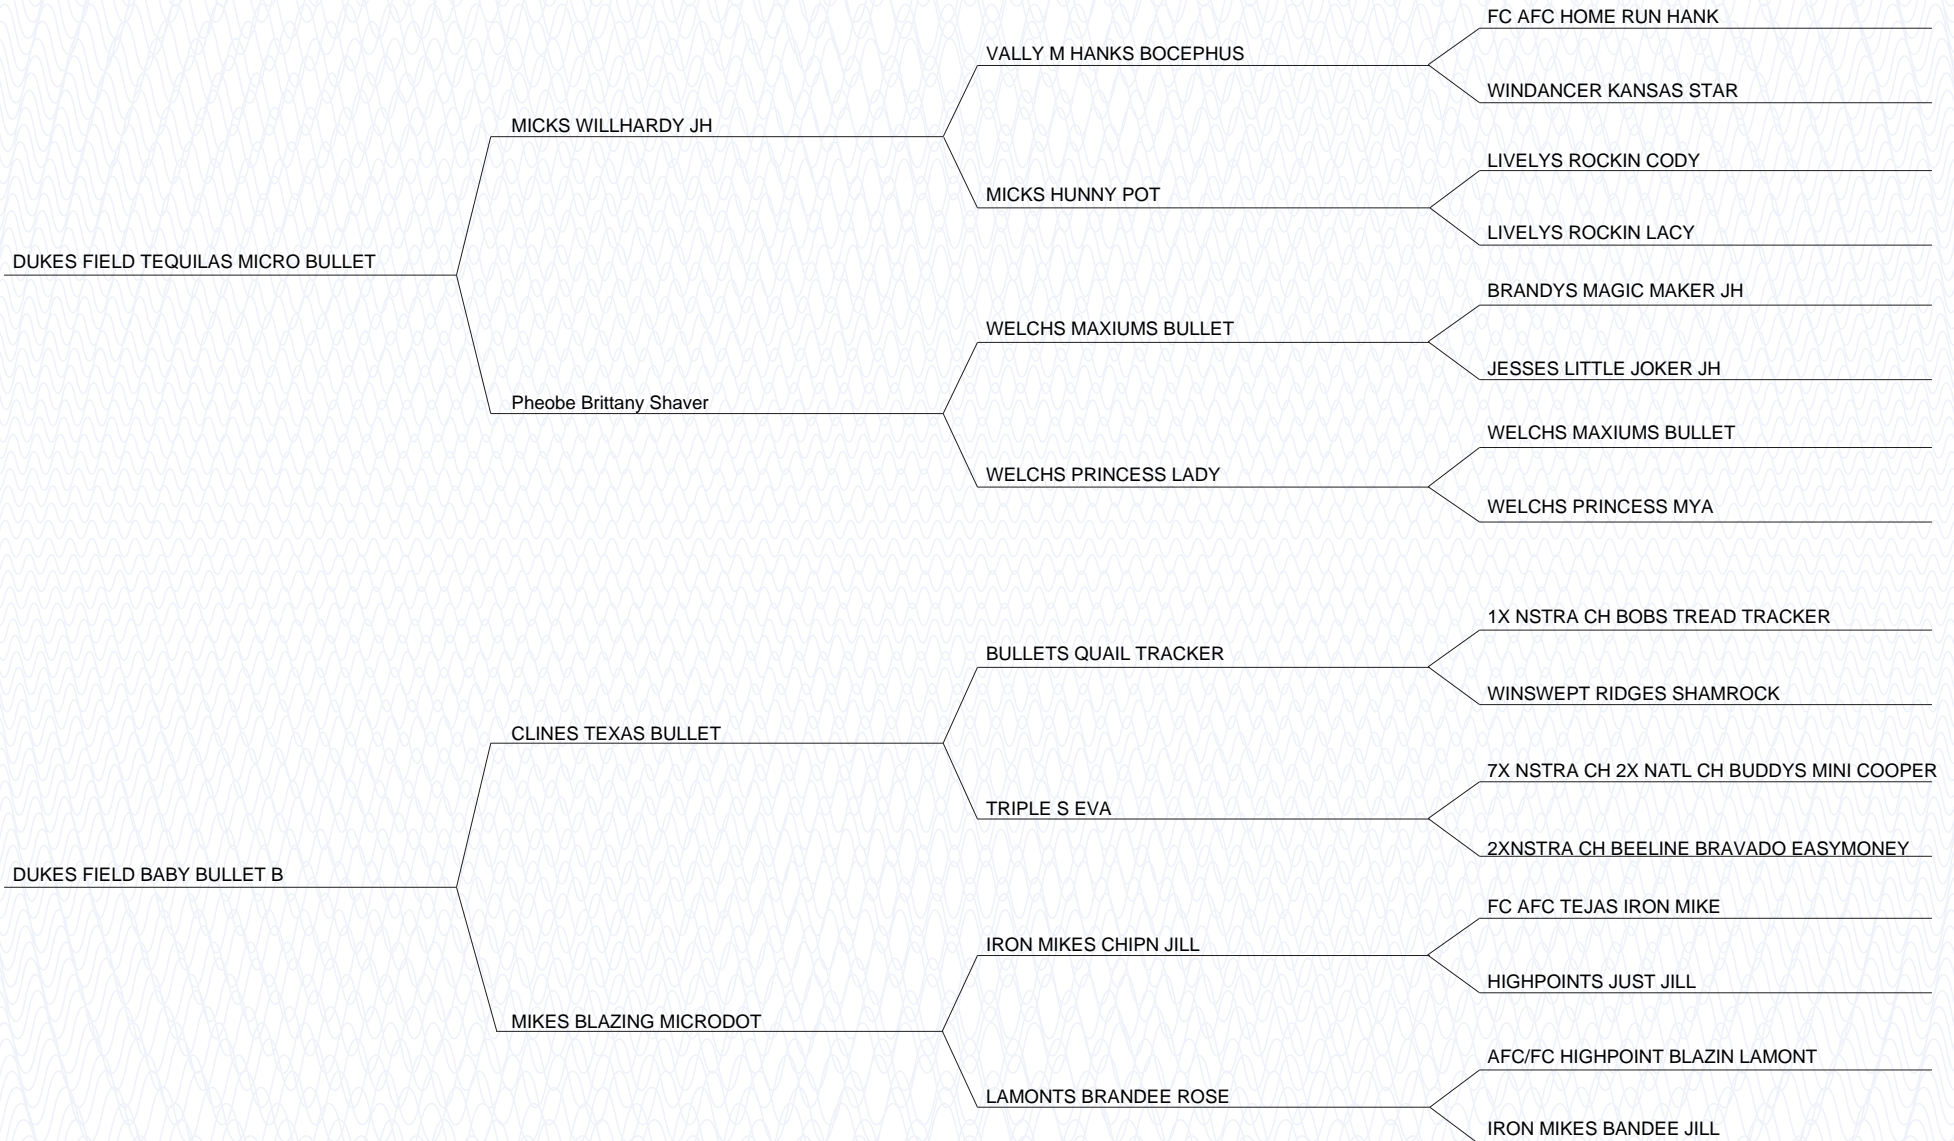 FC AFC HOME RUN HANK
VALLY M HANKS BOCEPHUS
WINDANCER KANSAS STAR
MICKS WILLHARDY JH
LIVELYS ROCKIN CODY
MICKS HUNNY POT
LIVELYS ROCKIN LACY
DUKES FIELD TEQUILAS MICRO BULLET
BRANDYS MAGIC MAKER JH
WELCHS MAXIUMS BULLET
JESSES LITTLE JOKER JH
Pheobe Brittany Shaver
WELCHS MAXIUMS BULLET
WELCHS PRINCESS LADY
WELCHS PRINCESS MYA
1X NSTRA CH BOBS TREAD TRACKER
BULLETS QUAIL TRACKER
WINSWEPT RIDGES SHAMROCK
CLINES TEXAS BULLET
7X NSTRA CH 2X NATL CH BUDDYS MINI COOPER
TRIPLE S EVA
2XNSTRA CH BEELINE BRAVADO EASYMONEY
DUKES FIELD BABY BULLET B
FC AFC TEJAS IRON MIKE
IRON MIKES CHIPN JILL
HIGHPOINTS JUST JILL
MIKES BLAZING MICRODOT
AFC/FC HIGHPOINT BLAZIN LAMONT
LAMONTS BRANDEE ROSE
IRON MIKES BANDEE JILL